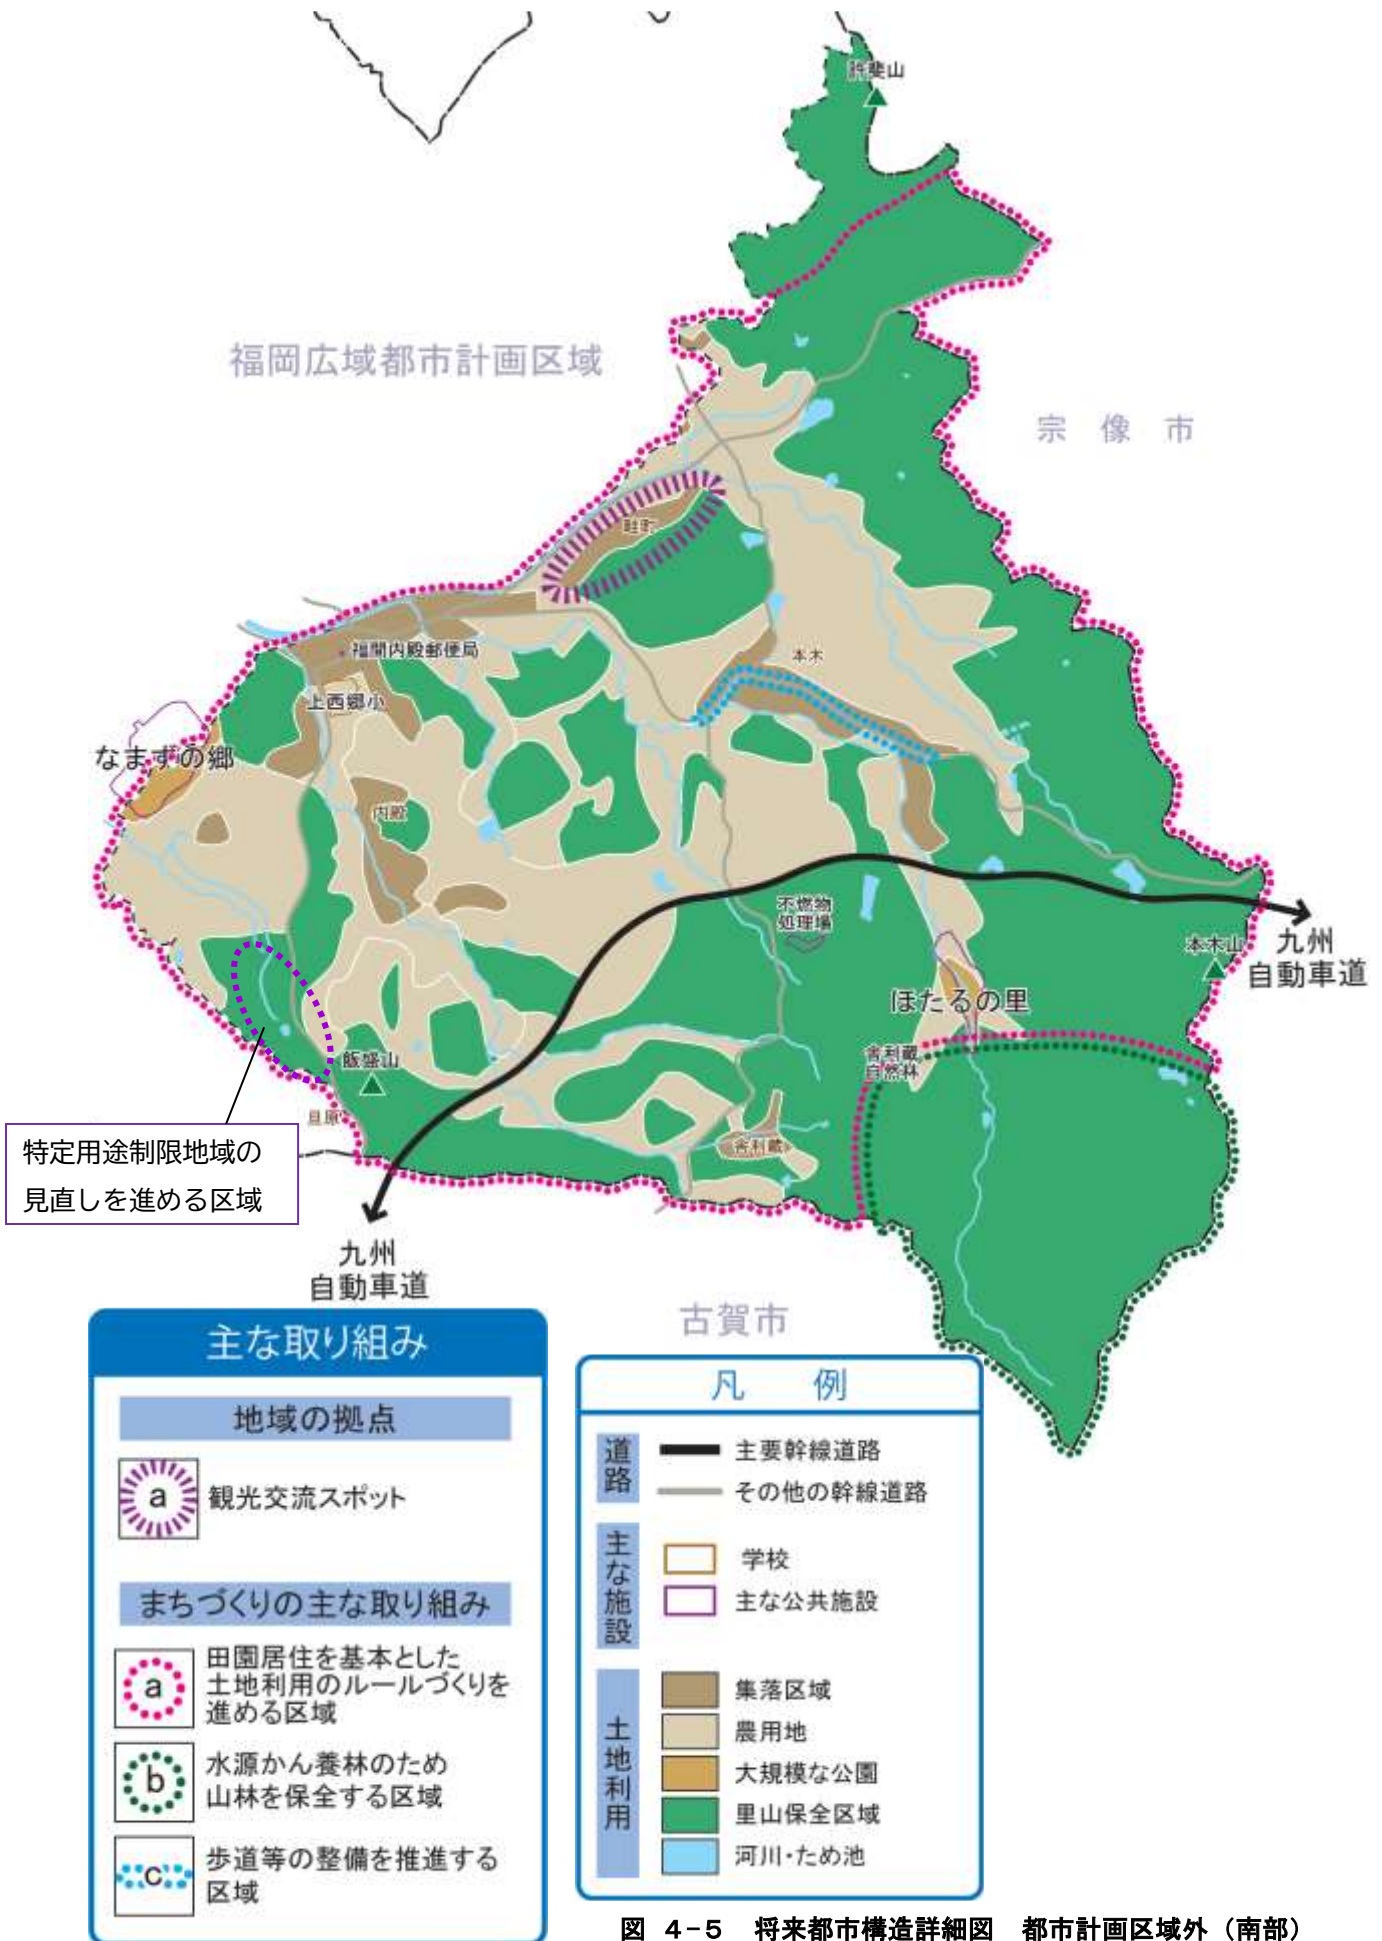 許斐山
福岡広域都市計画区域
宗像市
畦町
福間内殿郵便局
本木
上西郷小
なまずの郷
内殿
不燃物
処理場
本木山
九州
自動車道
ほたるの里
舎利蔵
自然林
飯盛山
旦原
舎利蔵
特定用途制限地域の
見直しを進める区域
九州
自動車道
古賀市
主な取り組み
地域の拠点
a 観光交流スポット
まちづくりの主な取り組み
a
田園居住を基本とした
土地利用のルールづくりを
進める区域
b
水源かん養林のため
山林を保全する区域
c
歩道等の整備を推進する
区域
凡 例
道路
主要幹線道路
その他の幹線道路
主な施設
学校
主な公共施設
土地利用
集落区域
農用地
大規模な公園
里山保全区域
河川・ため池
図 4-5 将来都市構造詳細図 都市計画区域外（南部）